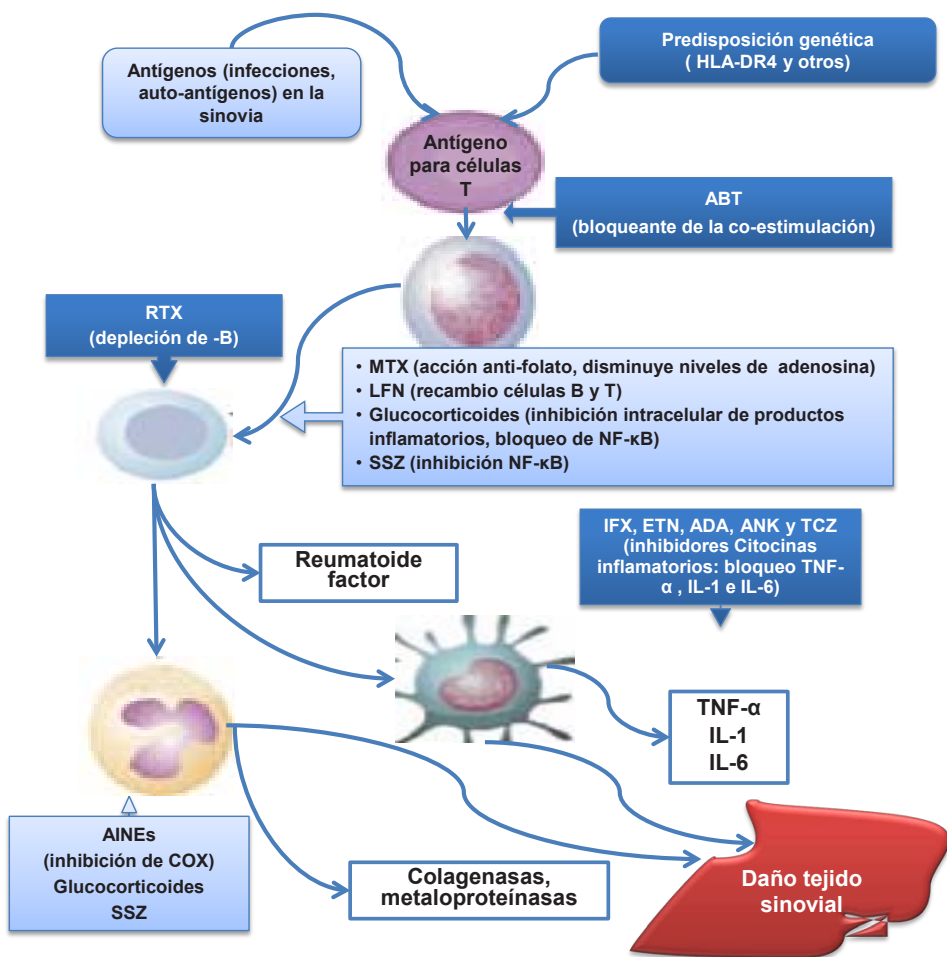 Antígenos (infecciones,
auto-antígenos) en la
sinovia
Predisposición genética
( HLA-DR4 y otros)
Antígeno
para células
T
ABT
(bloqueante de la co-estimulación)
RTX
(depleción de -B)
• MTX (acción anti-folato, disminuye niveles de adenosina)
• LFN (recambio células B y T)
• Glucocorticoides (inhibición intracelular de productos
inflamatorios, bloqueo de NF-κB)
• SSZ (inhibición NF-κB)
IFX, ETN, ADA, ANK y TCZ
(inhibidores Citocinas
inflamatorios: bloqueo TNF-
α , IL-1 e IL-6)
Reumatoide
factor
TNF-α
IL-1
IL-6
AINEs
(inhibición de COX)
Glucocorticoides
SSZ
Colagenasas,
metaloproteínasas
Daño tejido
sinovial